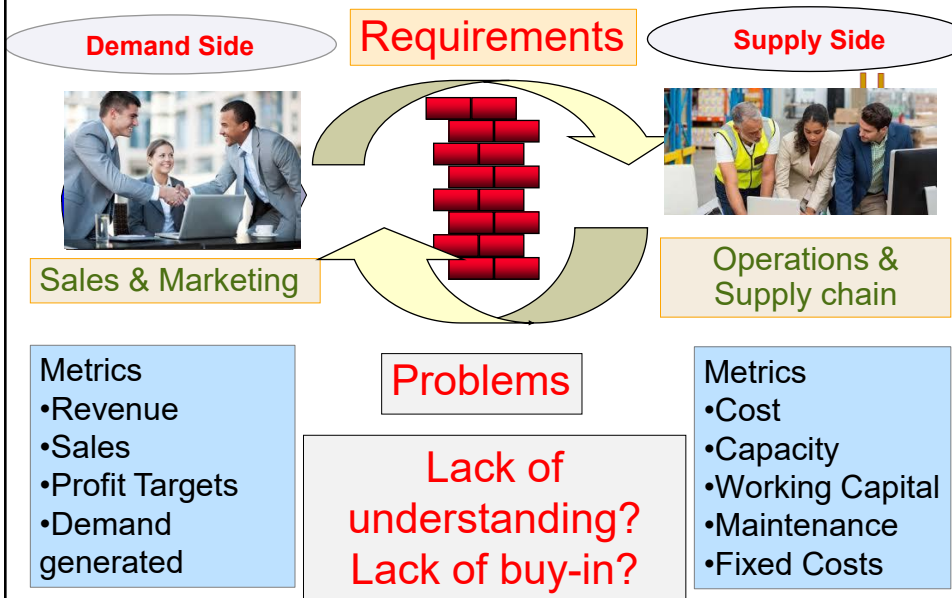 Demand Side
Requirements
Supply Side
Sales & Marketing
Operations &
Supply chain
Metrics
•Revenue
•Sales
•Profit Targets
•Demand
generated
Problems
Lack of
understanding?
Lack of buy-in?
Metrics
•Cost
•Capacity
•Working Capital
•Maintenance
•Fixed Costs